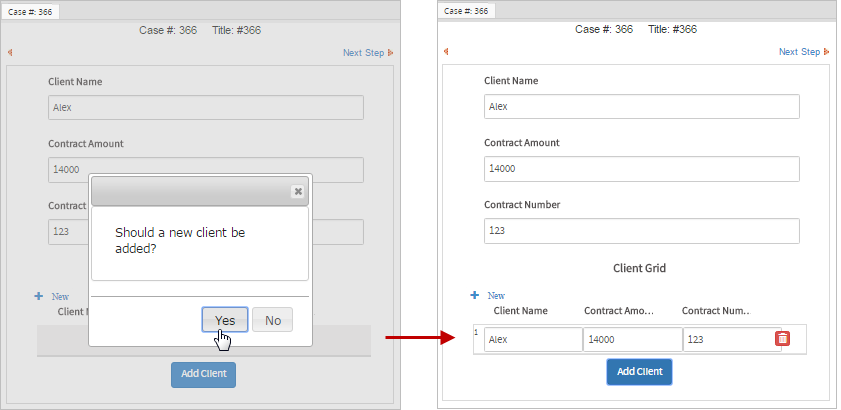 Case #: 366
Case #: 366 Title: #366
Next Step
Client Name
Alex
Contract Amount
14000
Contract
123
Should a new client be
added?
Yes No
New
Client N
Add Client
Case #: 366
Case #: 366 Title: #366
Next Step
Client Name
Alex
Contract Amount
14000
Contract Number
123
Client Grid
New
Client Name Contract Amo... Contract Num..
1 Alex 14000 123
Add Client